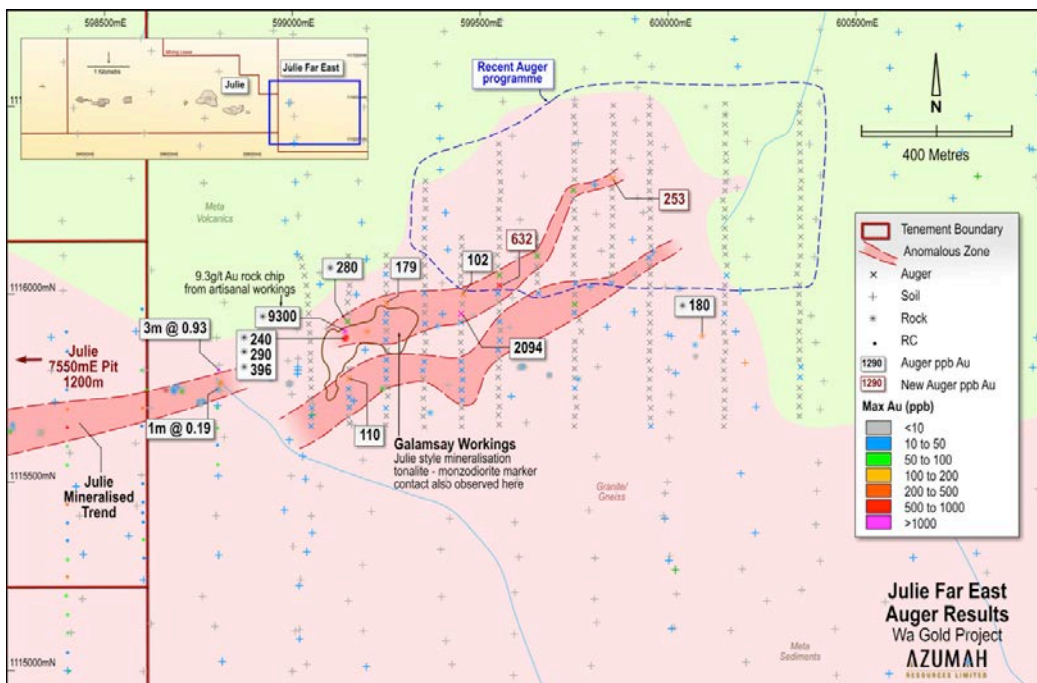 598500mE
599000mE
599500mE
600000mE
600500mE
Mining Lease
Julie Far East
1 Kilometre
Julie
Recent Auger
programme
N
400 Metres
Meta
Volcanics
253
632
Tenement Boundary
Anomalous Zone
Auger
Soil
Rock
RC
1290 Auger ppb Au
1290 New Auger ppb Au
Max Au (ppb)
<10
10 to 50
50 to 100
100 to 200
200 to 500
500 to 1000
>1000
280
179
102
1116000mN
9.3g/t Au rock chip
from artisanal workings
9300
180
3m @ 0.93
240
290
396
2094
Julie
7550mE Pit
1200m
1m @ 0.19
110
Galamsay Workings
Julie style mineralisation
tonalite - monzodiorite marker
contact also observed here
Julie
Mineralised
Trend
1115500mN
Granite/
Gneiss
Meta
Sediments
1115000mN
Julie Far East
Auger Results
Wa Gold Project
AZUMAH
RESOURCES LIMITED